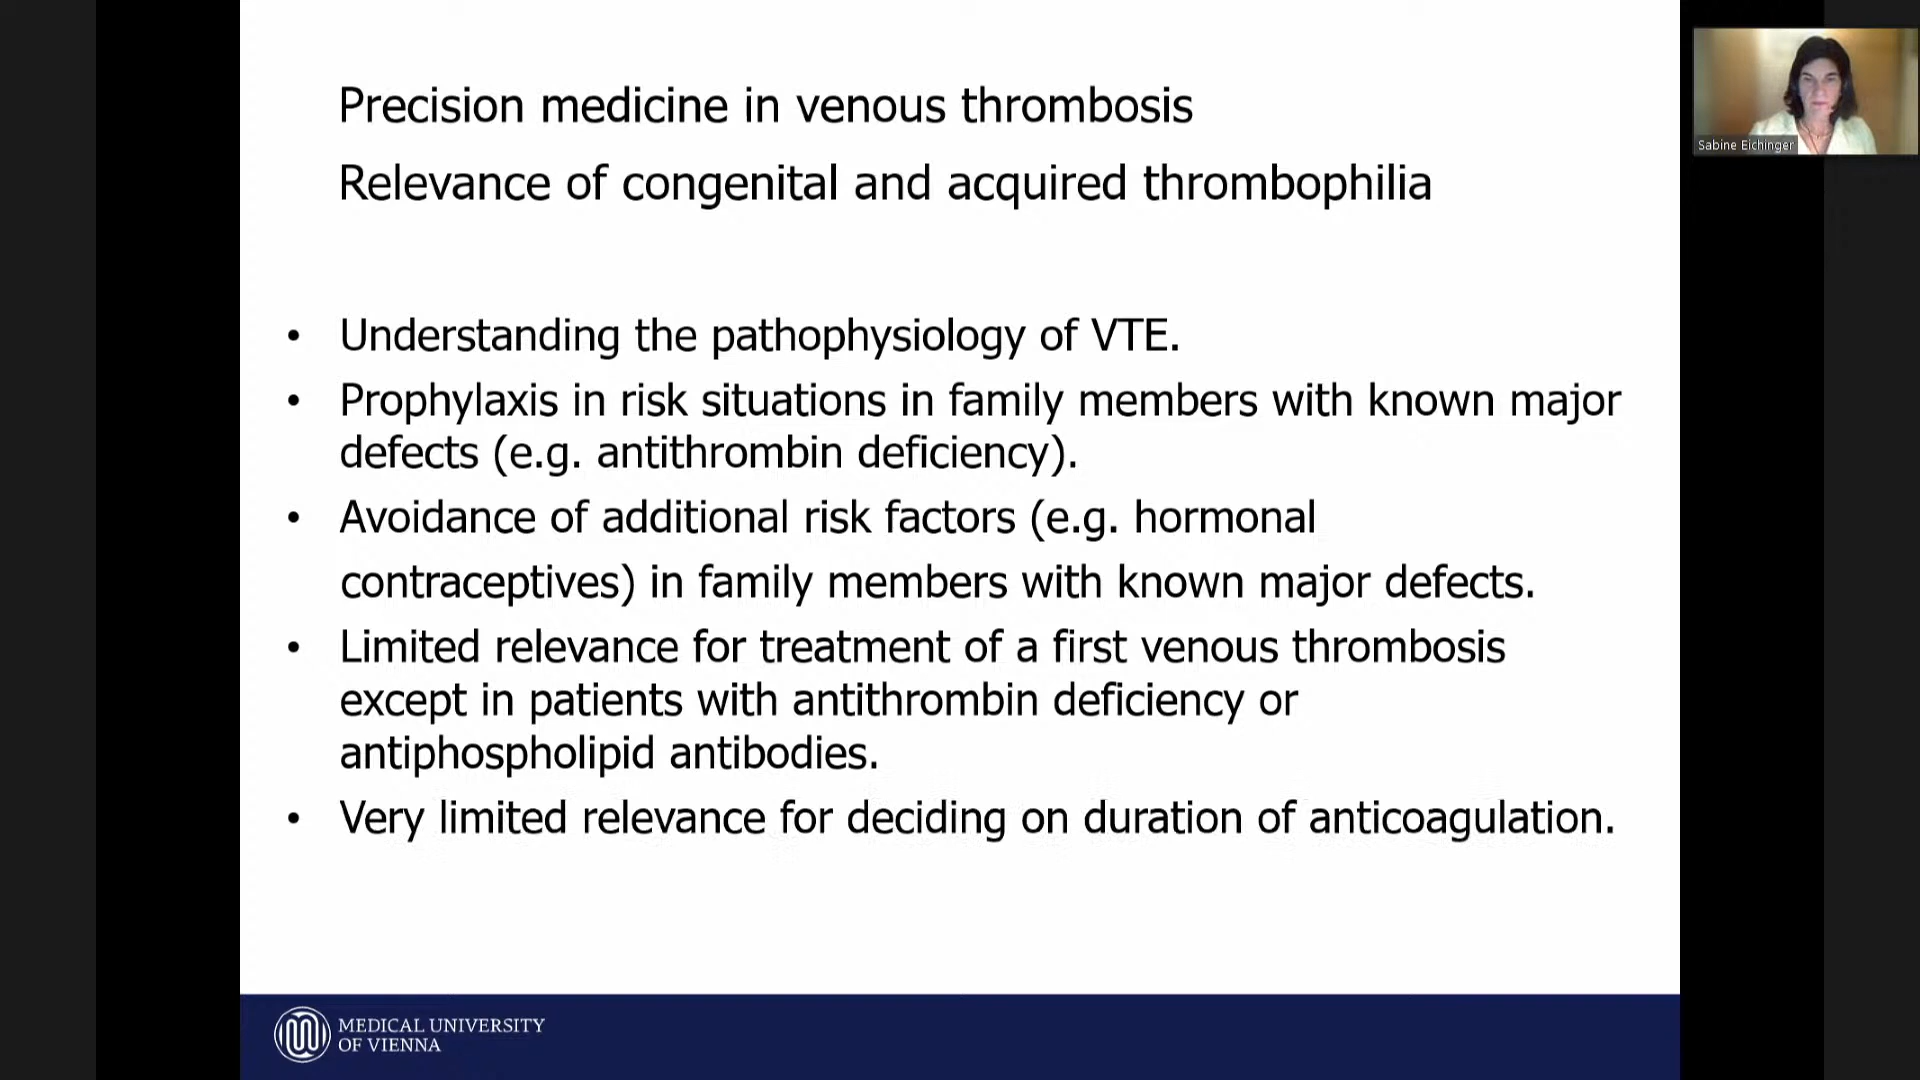 Precision medicine in venous thrombosis
Relevance of congenital and acquired thrombophilia
• Understanding the pathophysiology of VTE.
• Prophylaxis in risk situations in family members with known major
defects (e.g. antithrombin deficiency).
• Avoidance of additional risk factors (e.g. hormonal
contraceptives) in family members with known major defects.
• Limited relevance for treatment of a first venous thrombosis
except in patients with antithrombin deficiency or
antiphospholipid antibodies.
• Very limited relevance for deciding on duration of anticoagulation.
MEDICAL UNIVERSITY
OF VIENNA
Sabine Eichinger